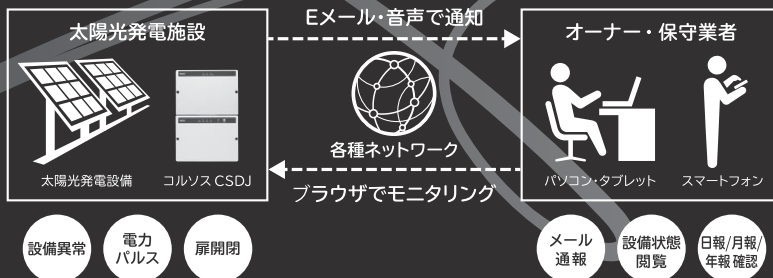 Eメール・音声で通知
太陽光発電施設
オーナー・保守業者
各種ネットワーク
太陽光発電設備
コルソス CSDJ
パソコン・タブレット
スマートフォン
ブラウザでモニタリング
設備異常
電力
パルス
扉開閉
メール
通報
設備状態
閲覧
日報/月報/
年報 確認